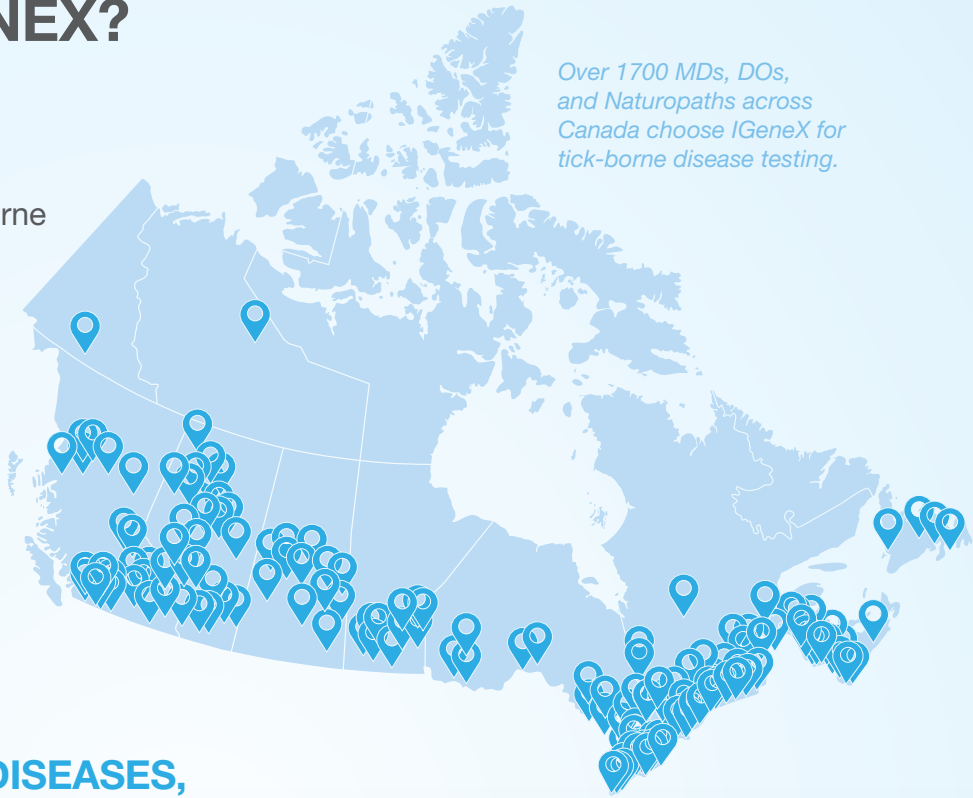 NEX?
Over 1700 MDs, DOs,
and Naturopaths across
Canada choose IGeneX for
tick-borne disease testing.
rne
DISEASES,